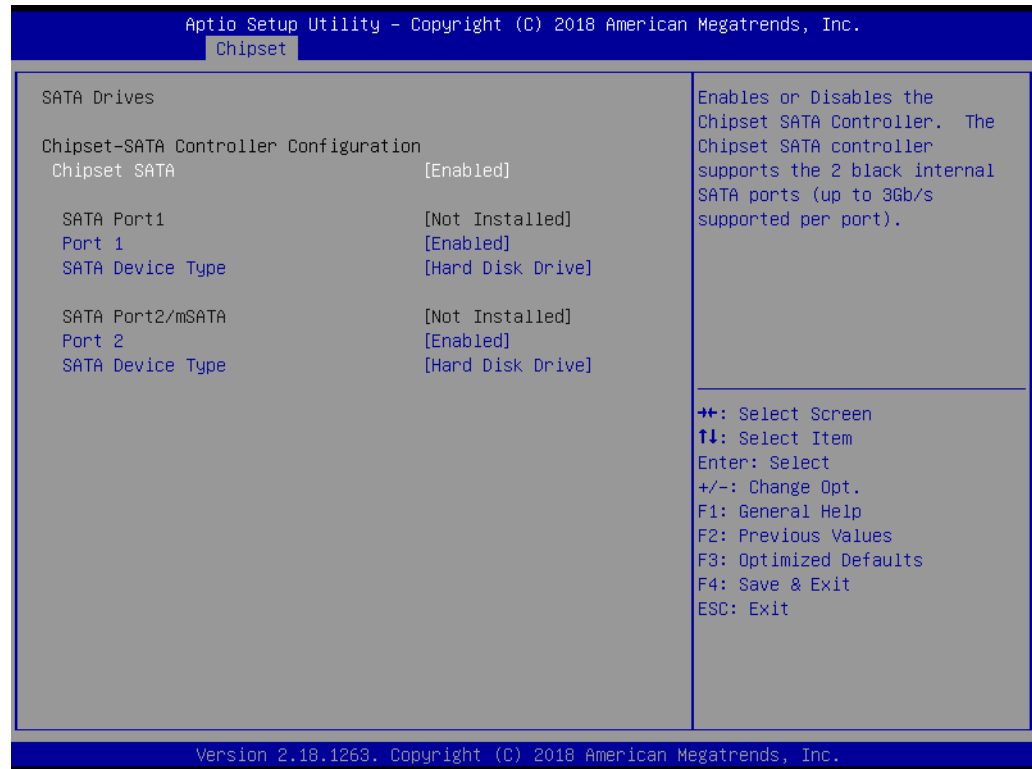 Aptio Setup Utility – Copyright (C) 2018 American Megatrends, Inc.
Chipset
SATA Drives
Chipset-SATA Controller Configuration
Chipset SATA [Enabled]
SATA Port1 [Not Installed]
Port 1 [Enabled]
SATA Device Type [Hard Disk Drive]
SATA Port2/mSATA [Not Installed]
Port 2 [Enabled]
SATA Device Type [Hard Disk Drive]
Enables or Disables the
Chipset SATA Controller. The
Chipset SATA controller
supports the 2 black internal
SATA ports (up to 3Gb/s
supported per port).
→←: Select Screen
↑↓: Select Item
Enter: Select
+/-: Change Opt.
F1: General Help
F2: Previous Values
F3: Optimized Defaults
F4: Save & Exit
ESC: Exit
Version 2.18.1263. Copyright (C) 2018 American Megatrends, Inc.